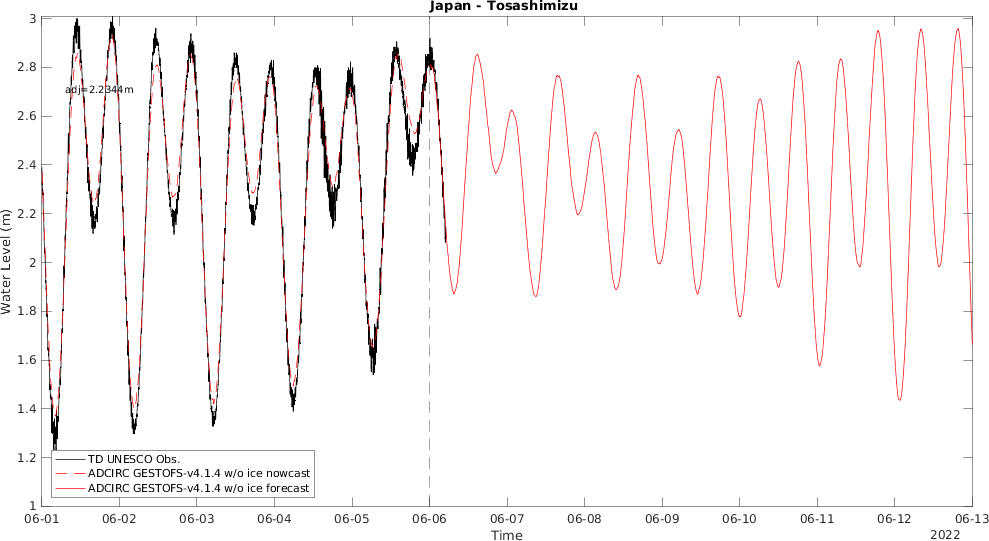 Japan - Tosashimizu
3
2.8
2.6
2.4
2.2
2
1.8
1.6
1.4
1.2
1
Water Level (m)
adj=2.2344m
TD UNESCO Obs.
ADCIRC GESTOFS-v4.1.4 w/o ice nowcast
ADCIRC GESTOFS-v4.1.4 w/o ice forecast
06-01 06-02 06-03 06-04 06-05 06-06 06-07 06-08 06-09 06-10 06-11 06-12 06-13
Time
2022